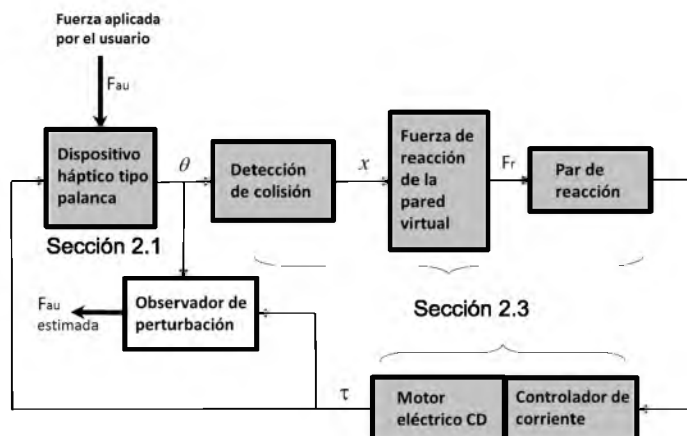 Fuerza aplicada
por el usuario
Fau
Dispositivo
háptico tipo
palanca
θ
Detección
de colisión
x
Fuerza de
reacción
de la
pared
virtual
Fr
Par de
reacción
Sección 2.1
Observador de
perturbación
Fau
estimada
Sección 2.3
τ
Motor
eléctrico CD
Controlador de
corriente